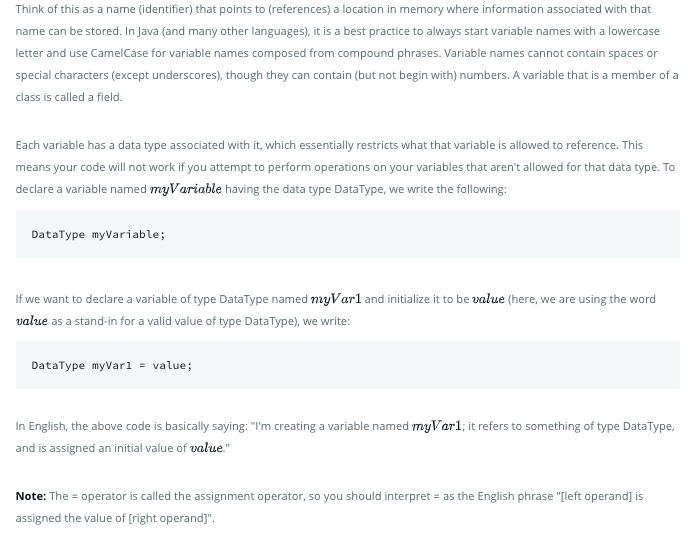 Think of this as a name (identifier) that points to (references) a location in memory where information associated with that
name can be stored. In Java (and many other languages), it is a best practice to always start variable names with a lowercase
letter and use CamelCase for variable names composed from compound phrases. Variable names cannot contain spaces or
special characters (except underscores), though they can contain (but not begin with) numbers. A variable that is a member of a
class is called a field.
Each variable has a data type associated with it, which essentially restricts what that variable is allowed to reference. This
means your code will not work if you attempt to perform operations on your variables that aren't allowed for that data type. To
declare a variable named myVariable having the data type DataType, we write the following:
DataType myVariable;
If we want to declare a variable of type DataType named myVar1 and initialize it to be value (here, we are using the word
value as a stand-in for a valid value of type DataType), we write:
DataType myVar1 = value;
In English, the above code is basically saying: "I'm creating a variable named myVar1; it refers to something of type DataType,
and is assigned an initial value of value."
Note: The = operator is called the assignment operator, so you should interpret = as the English phrase "[left operand] is
assigned the value of [right operand]".